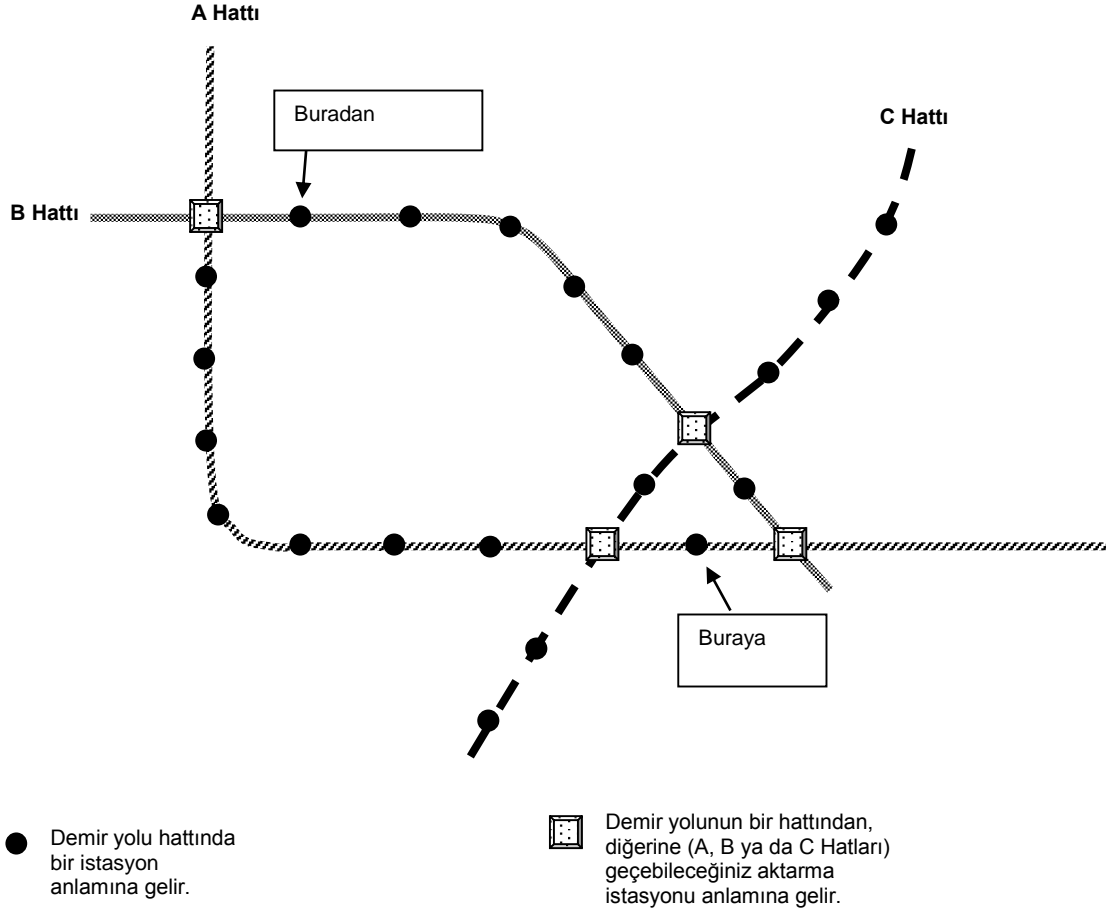 A Hattı
Buradan
C Hattı
B Hattı
Buraya
Demir yolu hattında
bir istasyon
anlamına gelir.
Demir yolunun bir hattından,
diğerine (A, B ya da C Hatları)
geçebileceğiniz aktarma
istasyonu anlamına gelir.